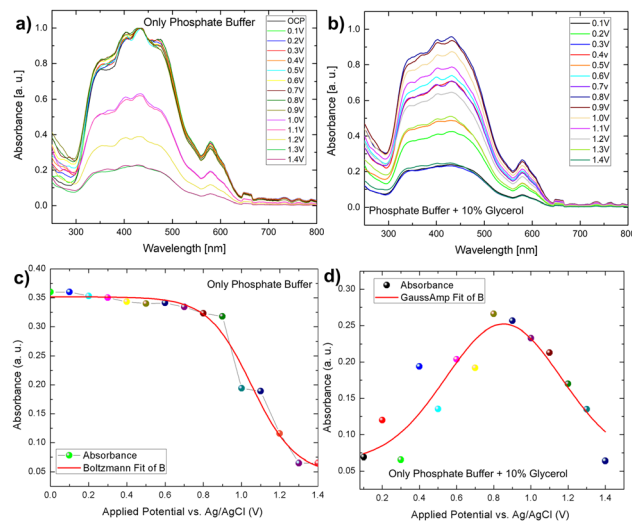 a)
Only Phosphate Buffer
OCP
0.1V
0.2V
0.3V
0.4V
0.5V
0.6V
0.7V
0.8V
0.9V
1.0V
1.1V
1.2V
1.3V
1.4V
Absorbance [a. u.]
1.0
0.8
0.6
0.4
0.2
0.0
300 400 500 600 700 800
Wavelength [nm]
b)
0.1V
0.2V
0.3V
0.4v
0.5V
0.6V
0.7v
0.8V
0.9V
1.0V
1.1V
1.2V
1.3V
1.4V
Absorbance [a. u.]
1.0
0.8
0.6
0.4
0.2
0.0
Phosphate Buffer + 10% Glycerol
300 400 500 600 700 800
Wavelength [nm]
c)
Only Phosphate Buffer
Absorbance (a. u.)
0.40
0.35
0.30
0.25
0.20
0.15
0.10
0.05
Absorbance
Boltzmann Fit of B
0.0 0.2 0.4 0.6 0.8 1.0 1.2 1.4
Applied Potential vs. Ag/AgCl (V)
d)
Absorbance
GaussAmp Fit of B
Absorbance (a. u.)
0.25
0.20
0.15
0.10
0.05
Only Phosphate Buffer + 10% Glycerol
0.2 0.4 0.6 0.8 1.0 1.2 1.4
Applied Potential vs. Ag/AgCl (V)